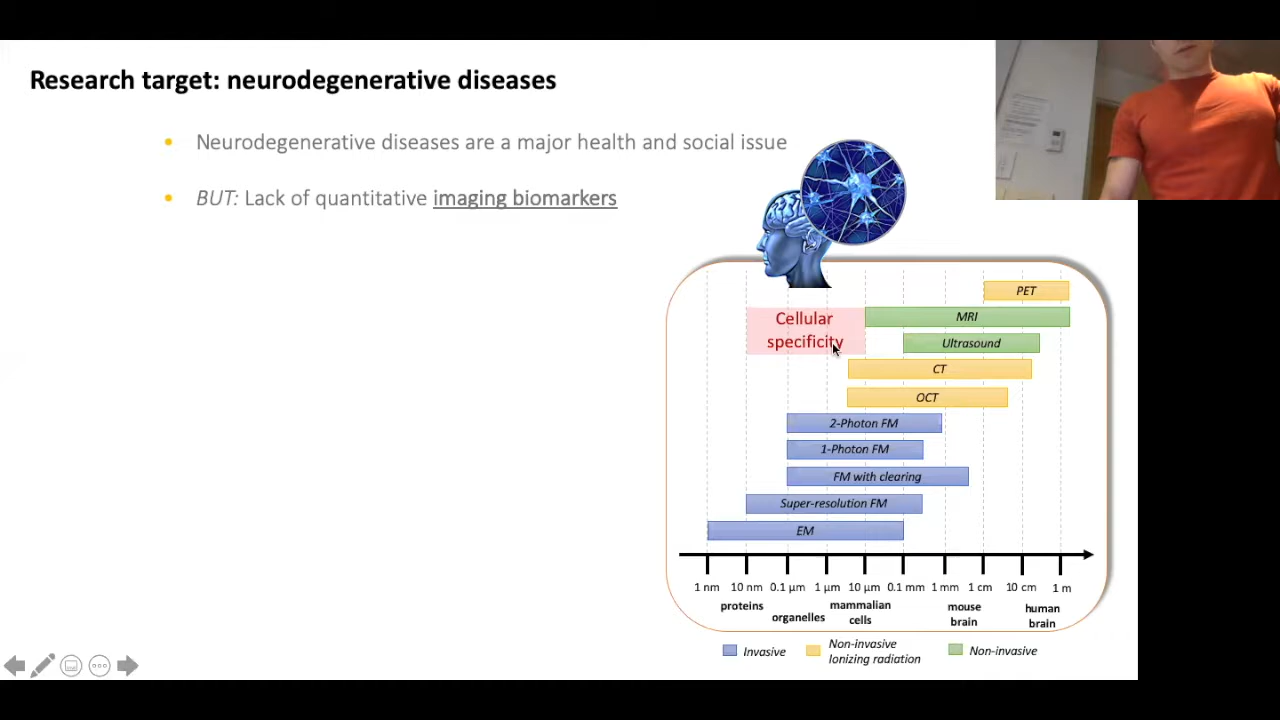 Research target: neurodegenerative diseases
Neurodegenerative diseases are a major health and social issue
BUT: Lack of quantitative imaging biomarkers
PET
MRI
Cellular
specificity
Ultrasound
CT
OCT
2-Photon FM
1-Photon FM
FM with clearing
Super-resolution FM
EM
1 nm 10 nm 0.1 μm 1 μm 10 μm 0.1 mm 1 mm 1 cm 10 cm 1 m
proteins
organelles
mammalian
cells
mouse
brain
human
brain
Invasive
Non-invasive
Ionizing radiation
Non-invasive